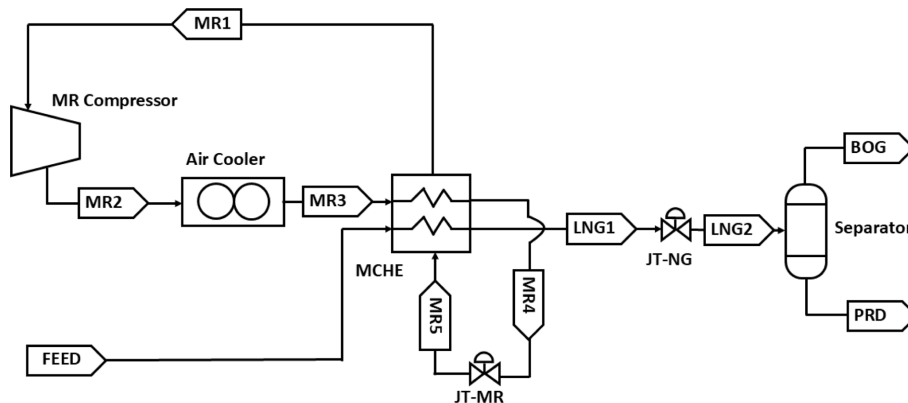 MR1
MR Compressor
Air Cooler
BOG
MR2
MR3
LNG1
LNG2
Separator
JT-NG
MCHE
MR5
MR4
PRD
FEED
JT-MR